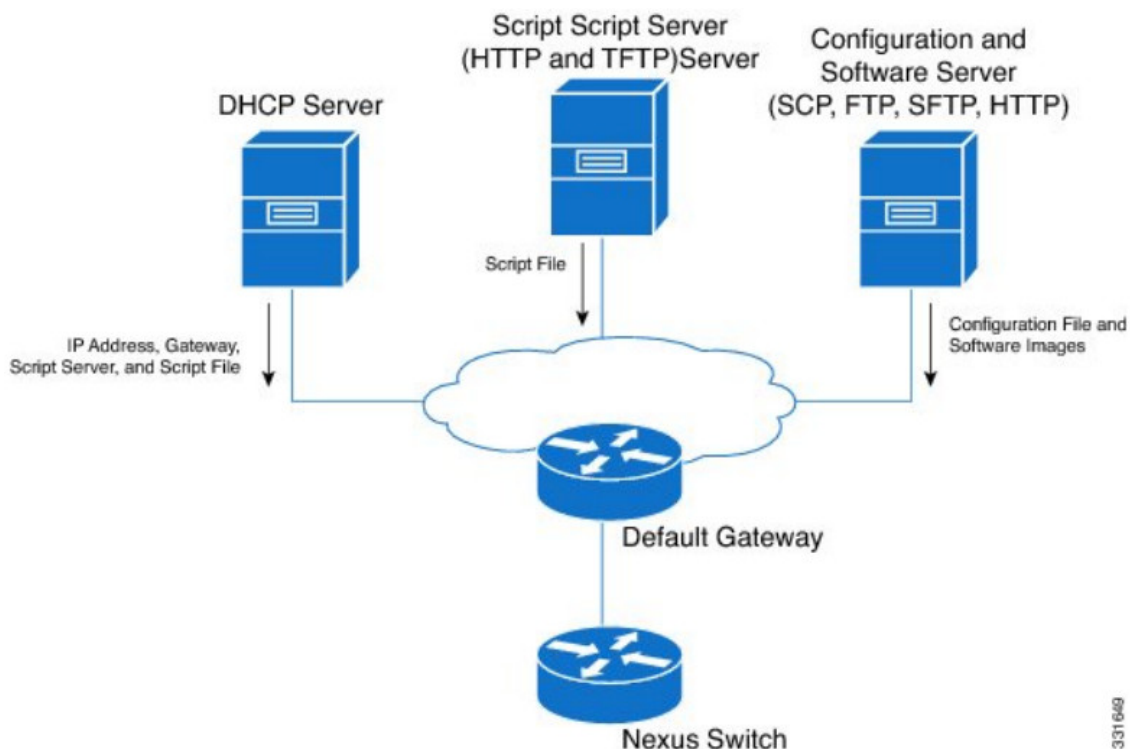 Script Script Server
(HTTP and TFTP)Server
Configuration and
Software Server
(SCP, FTP, SFTP, HTTP)
DHCP Server
Script File
IP Address, Gateway,
Script Server, and Script File
Configuration File and
Software Images
Default Gateway
Nexus Switch
331649